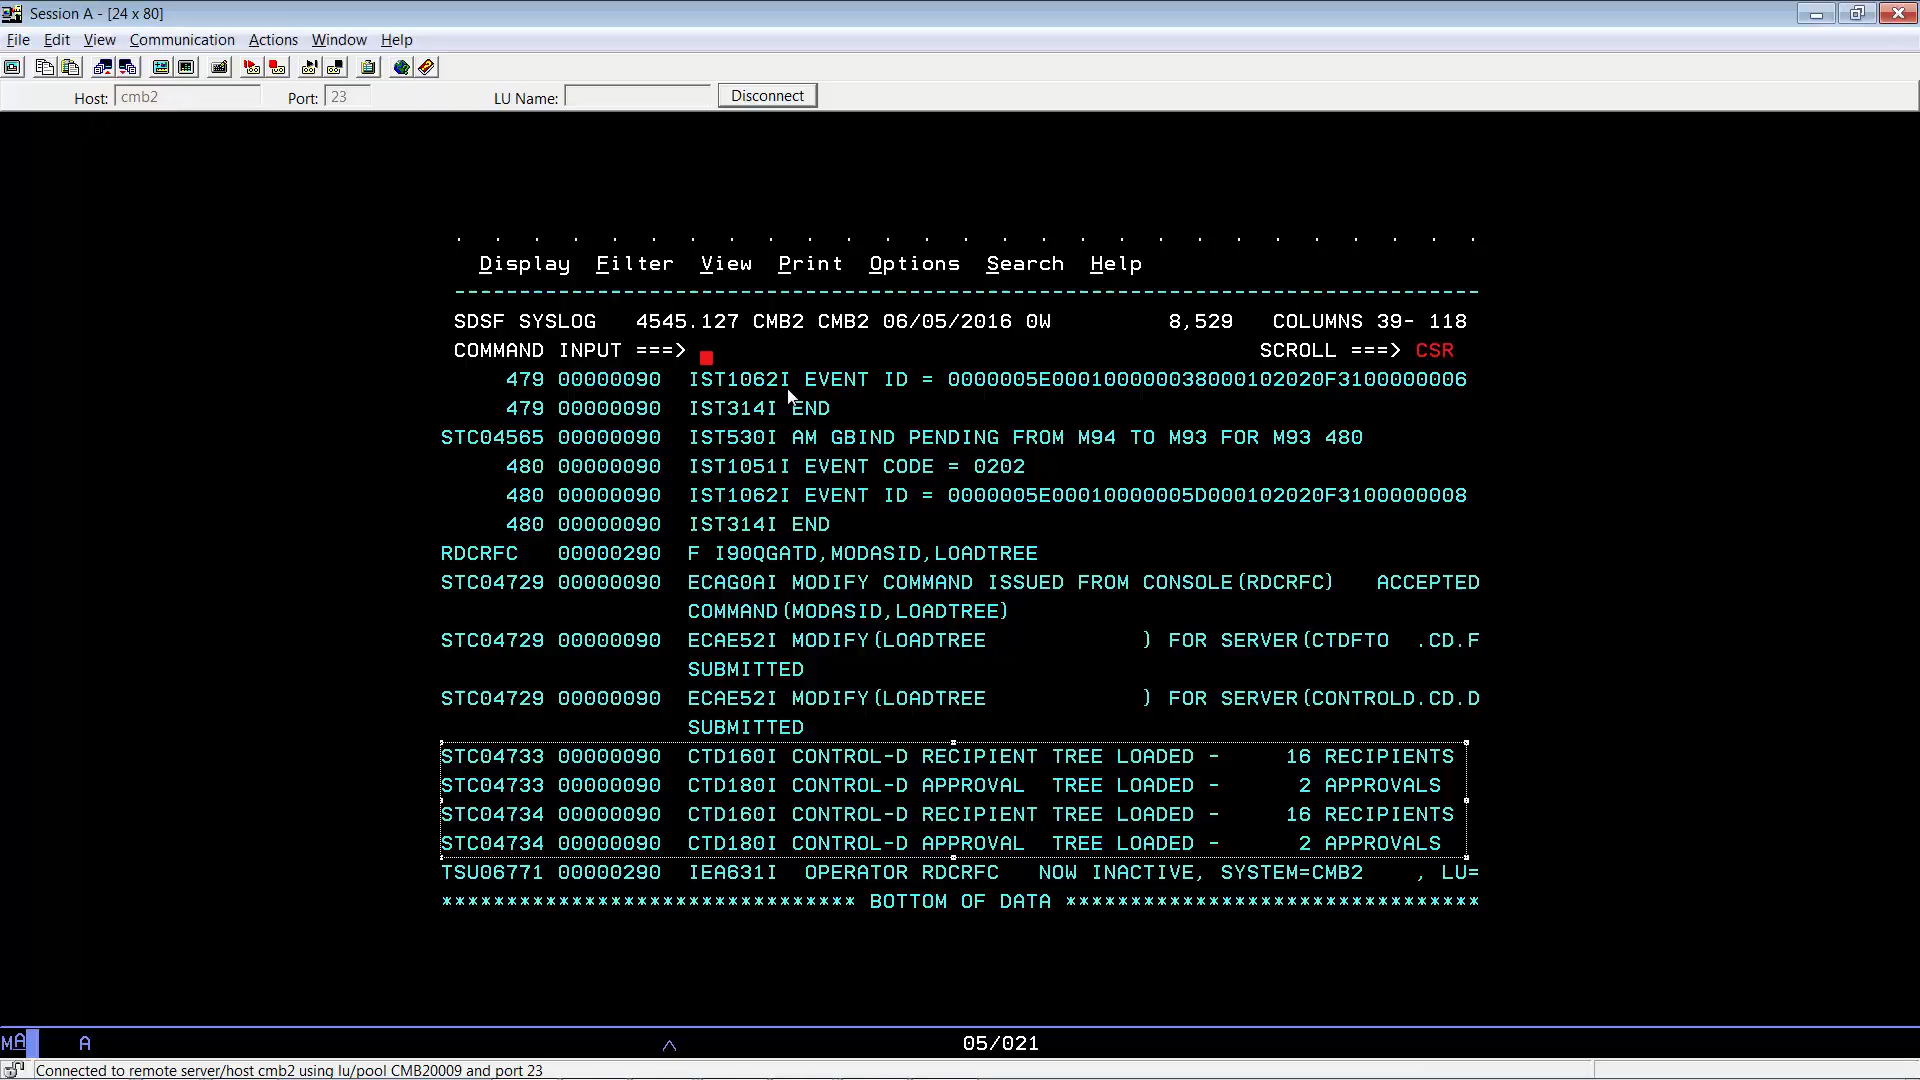 Session A - [24 x 80]
File Edit View Communication Actions Window Help
Host: cmb2 Port: 23 LU Name: Disconnect
Display Filter View Print Options Search Help
SDSF SYSLOG 4545.127 CMB2 CMB2 06/05/2016 0W 8,529 COLUMNS 39- 118
COMMAND INPUT ===> SCROLL ===> CSR
479 00000090 IST1062I EVENT ID = 0000005E000100000038000102020F3100000006
479 00000090 IST314I END
STC04565 00000090 IST530I AM GBIND PENDING FROM M94 TO M93 FOR M93 480
480 00000090 IST1051I EVENT CODE = 0202
480 00000090 IST1062I EVENT ID = 0000005E00010000005D000102020F3100000008
480 00000090 IST314I END
RDCRFC 00000290 F I90QGATD,MODASID,LOADTREE
STC04729 00000090 ECAG0AI MODIFY COMMAND ISSUED FROM CONSOLE(RDCRFC) ACCEPTED
COMMAND(MODASID,LOADTREE)
STC04729 00000090 ECAE52I MODIFY(LOADTREE ) FOR SERVER(CTDFTO .CD.F
SUBMITTED
STC04729 00000090 ECAE52I MODIFY(LOADTREE ) FOR SERVER(CONTROLD.CD.D
SUBMITTED
STC04733 00000090 CTD160I CONTROL-D RECIPIENT TREE LOADED - 16 RECIPIENTS
STC04733 00000090 CTD180I CONTROL-D APPROVAL TREE LOADED - 2 APPROVALS
STC04734 00000090 CTD160I CONTROL-D RECIPIENT TREE LOADED - 16 RECIPIENTS
STC04734 00000090 CTD180I CONTROL-D APPROVAL TREE LOADED - 2 APPROVALS
TSU06771 00000290 IEA631I OPERATOR RDCRFC NOW INACTIVE, SYSTEM=CMB2 , LU=
******************************** BOTTOM OF DATA ********************************
MA A ^ 05/021
Connected to remote server/host cmb2 using lu/pool CMB20009 and port 23